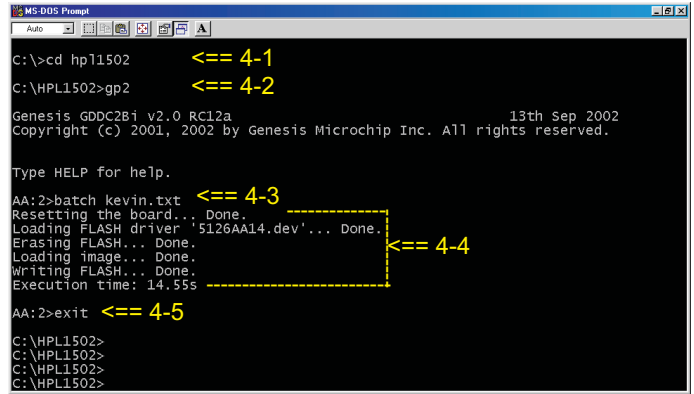 MS-DOS Prompt
Auto A
C:\>cd hpl1502 <== 4-1
C:\HPL1502>gp2 <== 4-2
Genesis GDDC2Bi v2.0 RC12a 13th Sep 2002
Copyright (c) 2001, 2002 by Genesis Microchip Inc. All rights reserved.
Type HELP for help.
AA:2>batch kevin.txt <== 4-3
Resetting the board... Done.
Loading FLASH driver '5126AA14.dev'... Done.
Erasing FLASH... Done. <== 4-4
Loading image... Done.
Writing FLASH... Done.
Execution time: 14.55s
AA:2>exit <== 4-5
C:\HPL1502>
C:\HPL1502>
C:\HPL1502>
C:\HPL1502>